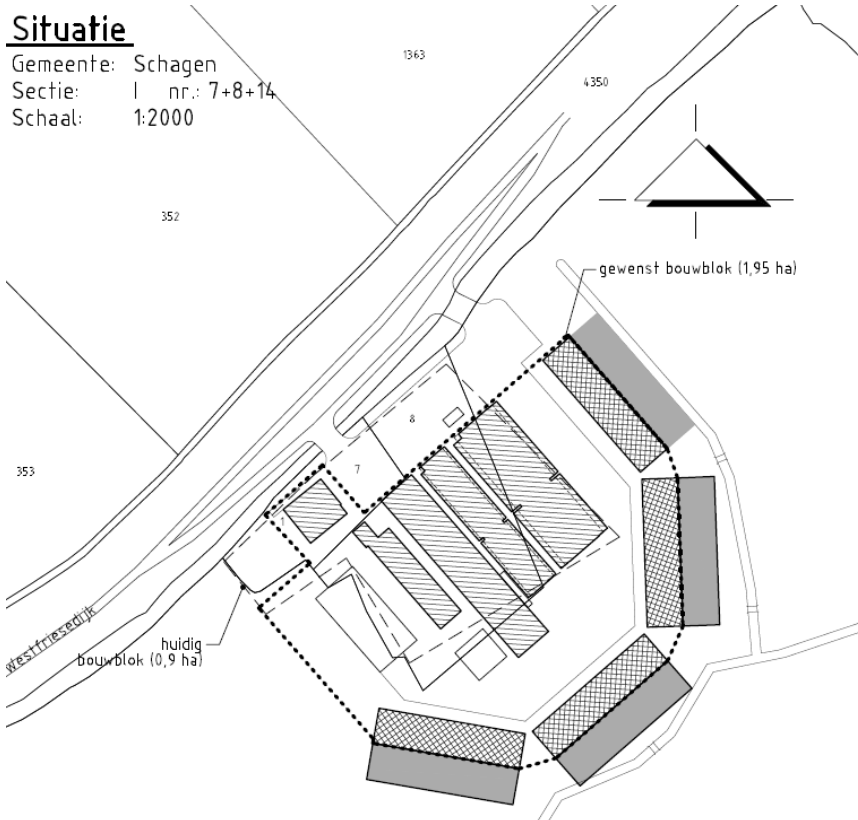 Situatie
Gemeente: Schagen
Sectie: I nr.: 7+8+14
Schaal: 1:2000
1363
4350
352
gewenst bouwblok (1,95 ha)
8
7
353
1
westfriesedijk
huidig
bouwblok (0,9 ha)